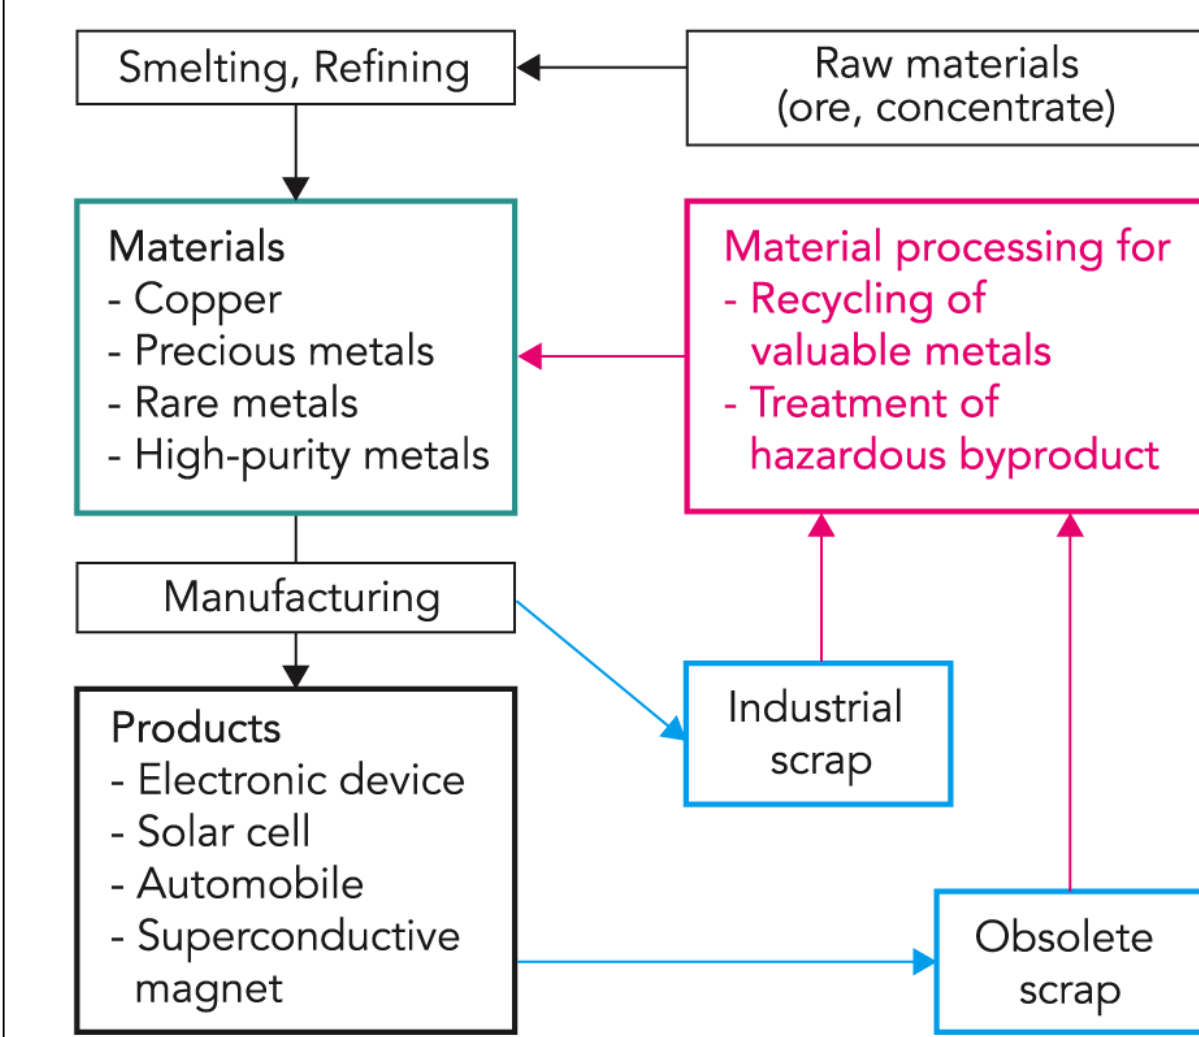 Smelting, Refining
Raw materials
(ore, concentrate)
Materials
- Copper
- Precious metals
- Rare metals
- High-purity metals
Material processing for
- Recycling of
valuable metals
- Treatment of
hazardous byproduct
Manufacturing
Industrial
scrap
Products
- Electronic device
- Solar cell
- Automobile
- Superconductive
magnet
Obsolete
scrap